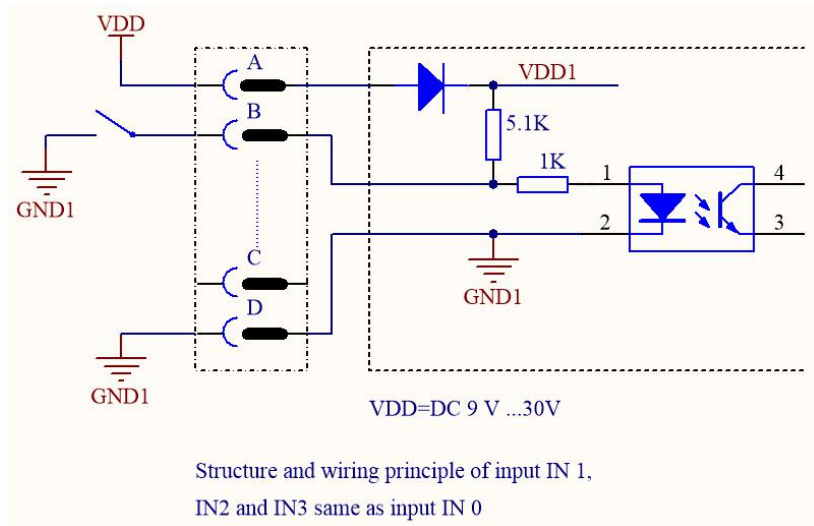 VDD
A
VDD1
B
5.1K
1K
1
4
GND1
2
3
C
GND1
D
GND1
VDD=DC 9 V ...30V
Structure and wiring principle of input IN 1,
IN2 and IN3 same as input IN 0